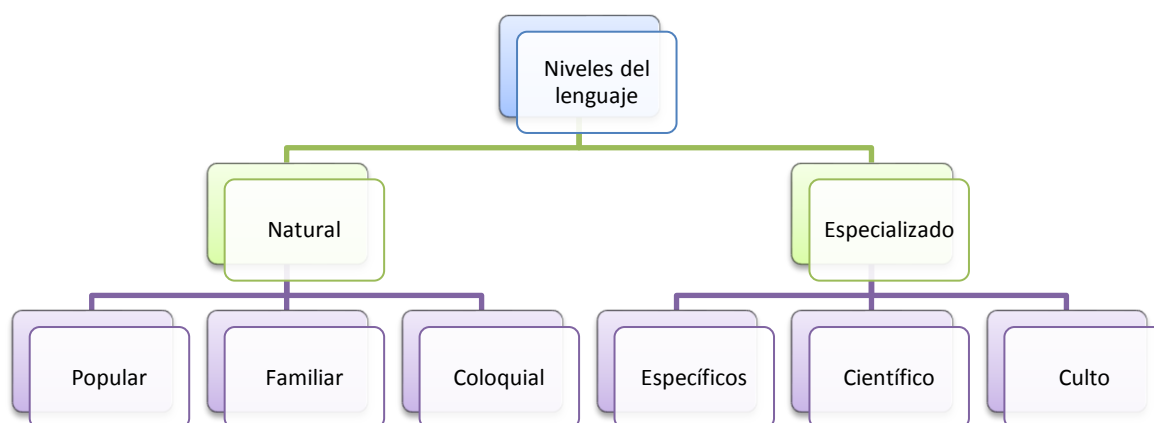 Niveles del
lenguaje
Natural
Especializado
Popular
Familiar
Coloquial
Específicos
Científico
Culto